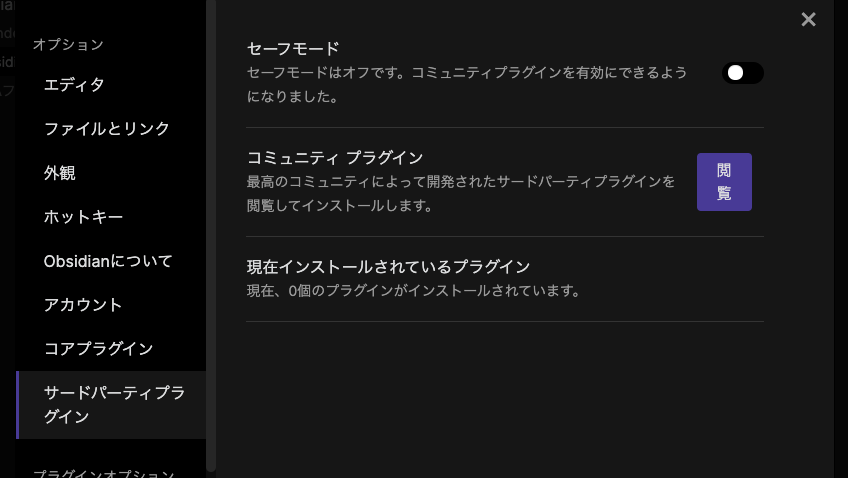 オプション
エディタ
ファイルとリンク
外観
ホットキー
Obsidianについて
アカウント
コアプラグイン
サードパーティプラ
グイン
プラグインオプション
セーフモード
セーフモードはオフです。コミュニティプラグインを有効にできるよう
になりました。
コミュニティ プラグイン
最高のコミュニティによって開発されたサードパーティプラグインを
閲覧してインストールします。
閲
覧
現在インストールされているプラグイン
現在、0個のプラグインがインストールされています。